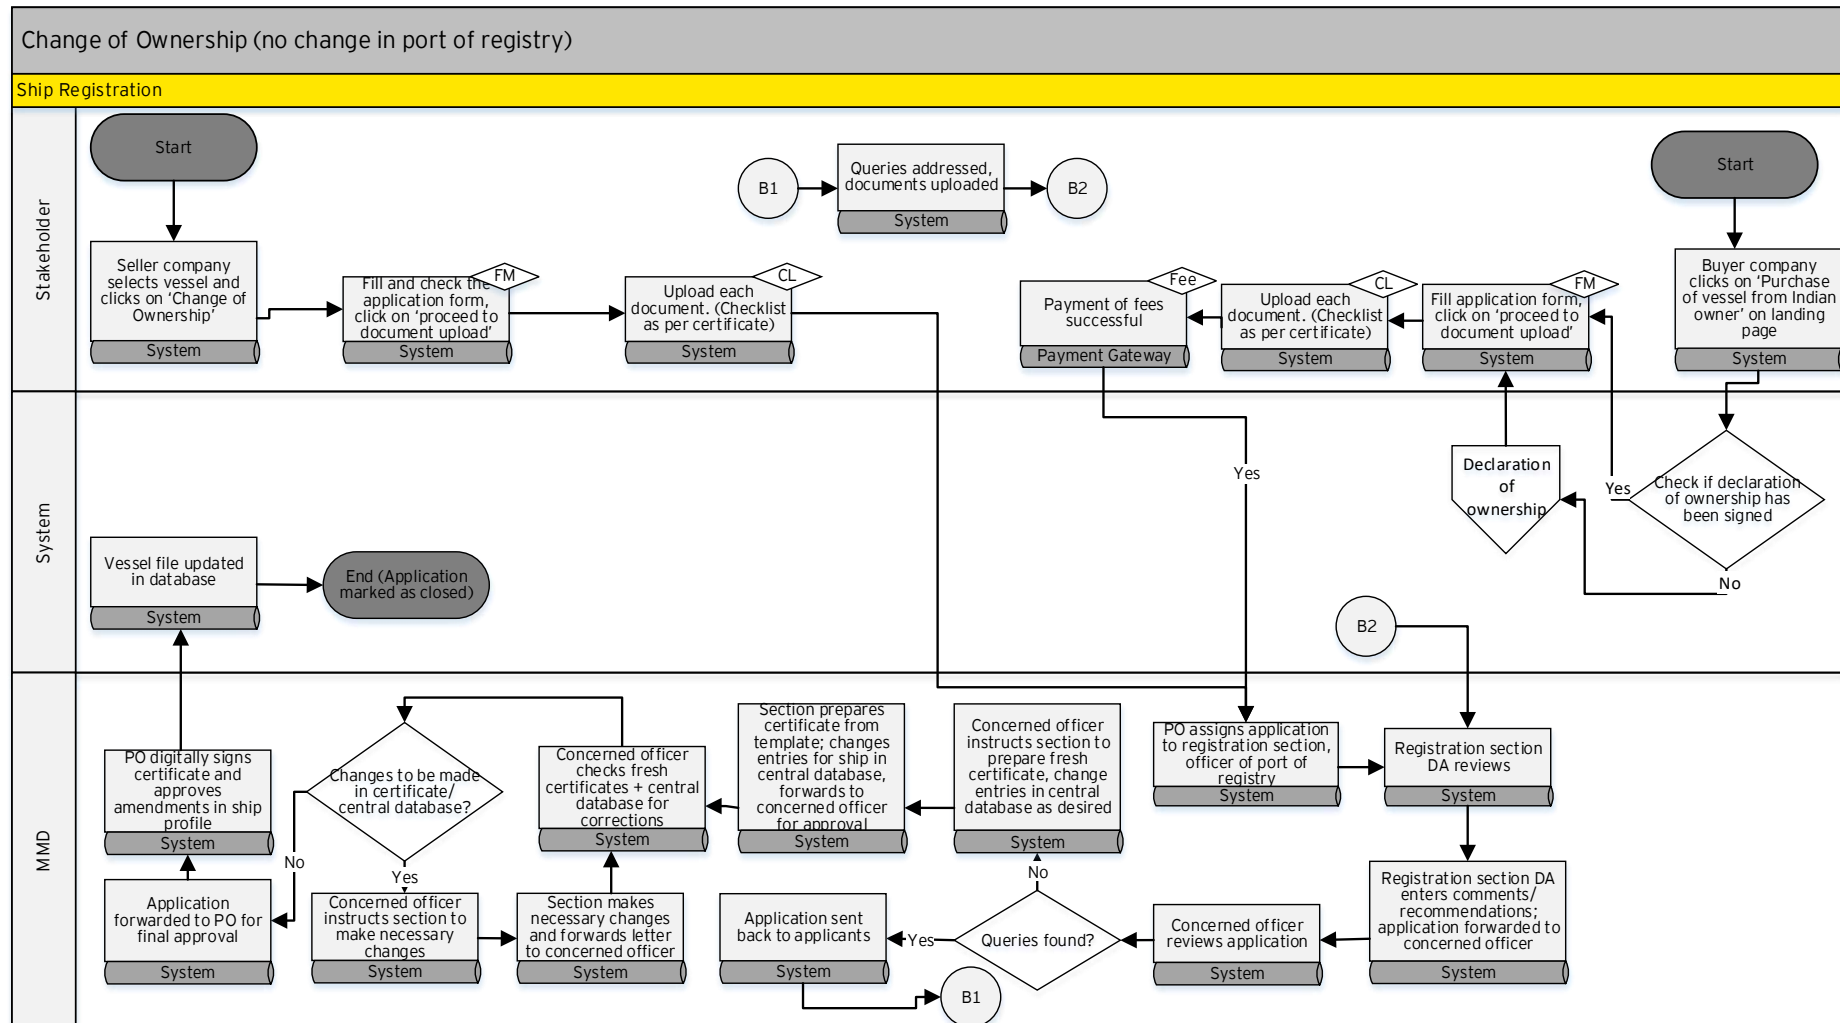 Change of Ownership (no change in port of registry)
Ship Registration
Stakeholder
Start
Seller company
selects vessel and
clicks on ‘Change of
Ownership’
System
FM
Fill and check the
application form,
click on ‘proceed to
document upload’
System
CL
Upload each
document. (Checklist
as per certificate)
System
B1
Queries addressed,
documents uploaded
System
B2
Fee
Payment of fees
successful
Payment Gateway
CL
Upload each
document. (Checklist
as per certificate)
System
FM
Fill application form,
click on ‘proceed to
document upload’
System
Start
Buyer company
clicks on ‘Purchase
of vessel from Indian
owner’ on landing
page
System
System
Yes
Declaration
of
ownership
Yes
Check if declaration
of ownership has
been signed
No
Vessel file updated
in database
System
End (Application
marked as closed)
B2
MMD
PO digitally signs
certificate and
approves
amendments in ship
profile
System
Changes to be made
in certificate/
central database?
No
Yes
Concerned officer
checks fresh
certificates + central
database for
corrections
System
Section prepares
certificate from
template; changes
entries for ship in
central database,
forwards to
concerned officer
for approval
System
Concerned officer
instructs section to
prepare fresh
certificate, change
entries in central
database as desired
System
PO assigns application
to registration section,
officer of port of
registry
System
Registration section
DA reviews
System
Application
forwarded to PO for
final approval
System
Concerned officer
instructs section to
make necessary
changes
System
Section makes
necessary changes
and forwards letter
to concerned officer
System
Application sent
back to applicants
System
Yes
No
Queries found?
B1
Concerned officer
reviews application
System
Registration section DA
enters comments/
recommendations;
application forwarded to
concerned officer
System